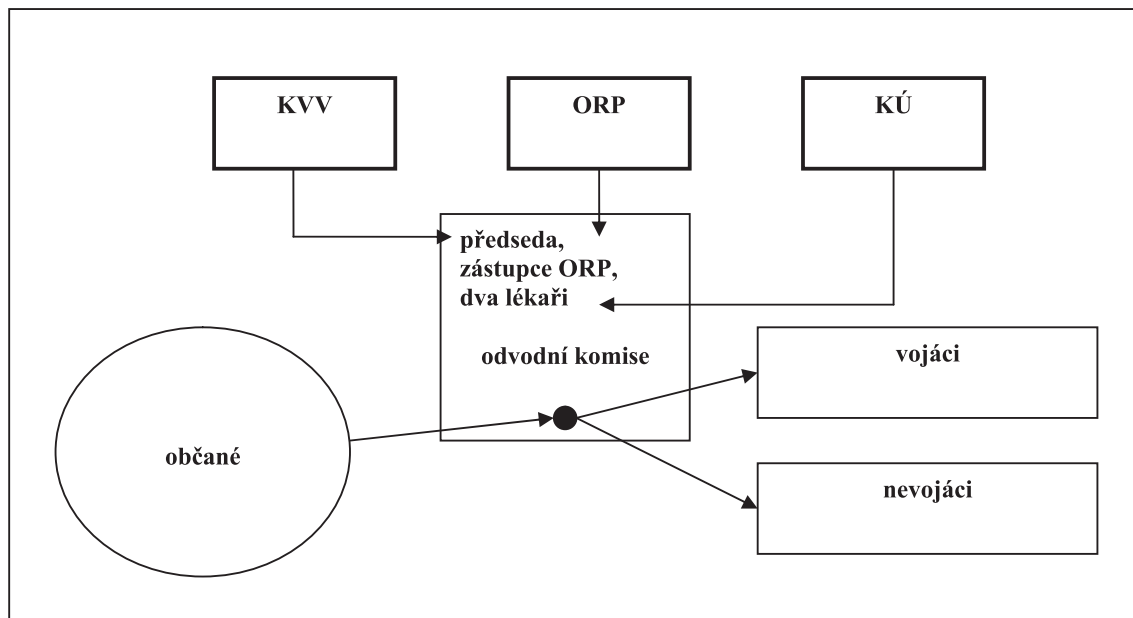 KVV
ORP
KÚ
předseda,
zástupce ORP,
dva lékaři
odvodní komise
občané
vojáci
nevojáci